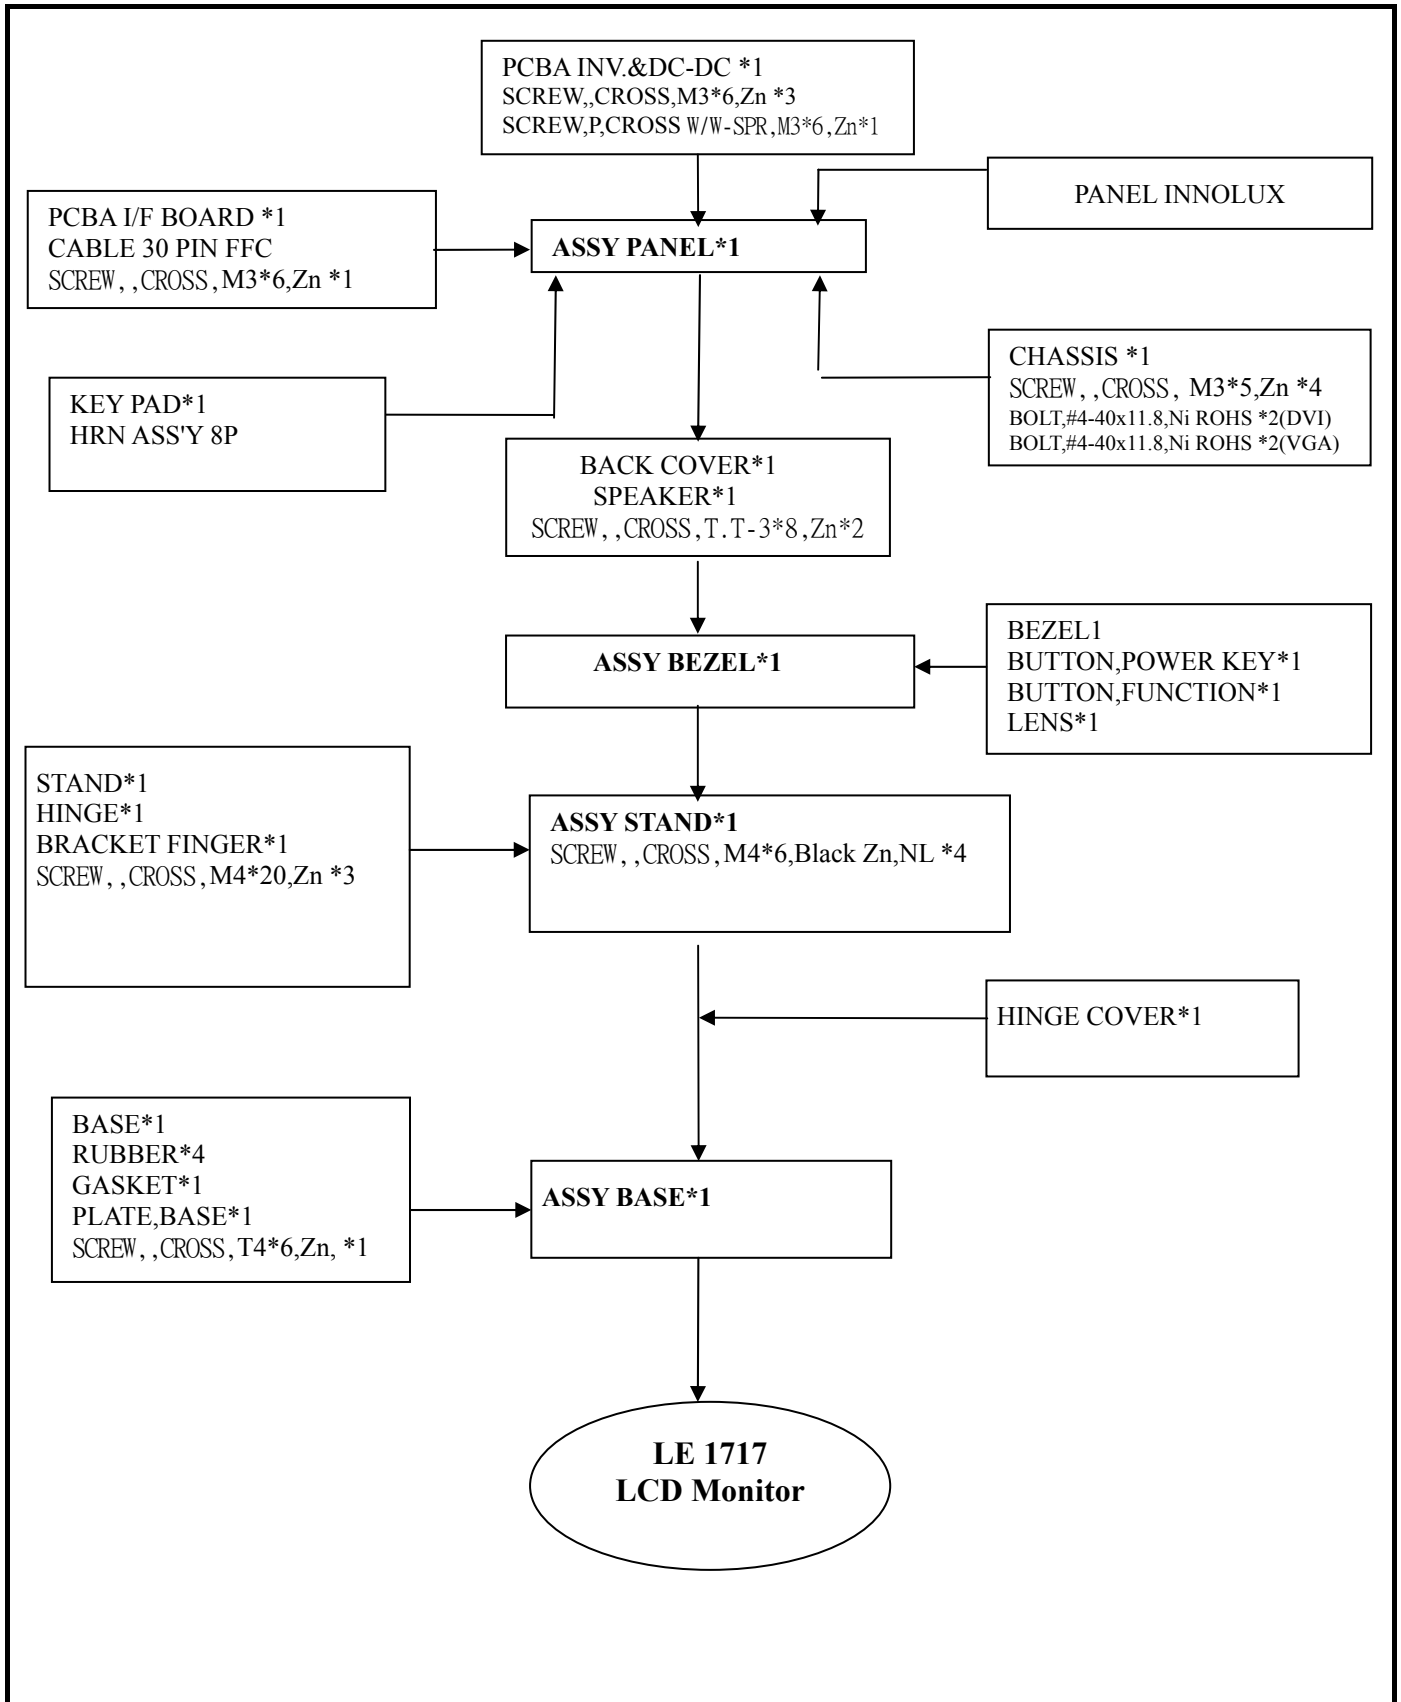 PCBA INV.&DC-DC *1
SCREW,,CROSS,M3*6,Zn *3
SCREW,P,CROSS W/W-SPR,M3*6,Zn*1
PANEL INNOLUX
PCBA I/F BOARD *1
CABLE 30 PIN FFC
SCREW,,CROSS,M3*6,Zn *1
ASSY PANEL*1
CHASSIS *1
SCREW,,CROSS, M3*5,Zn *4
BOLT,#4-40x11.8,Ni ROHS *2(DVI)
BOLT,#4-40x11.8,Ni ROHS *2(VGA)
KEY PAD*1
HRN ASS'Y 8P
BACK COVER*1
SPEAKER*1
SCREW,,CROSS,T.T-3*8,Zn*2
ASSY BEZEL*1
BEZEL1
BUTTON,POWER KEY*1
BUTTON,FUNCTION*1
LENS*1
STAND*1
HINGE*1
BRACKET FINGER*1
SCREW,,CROSS,M4*20,Zn *3
ASSY STAND*1
SCREW,,CROSS,M4*6,Black Zn,NL *4
HINGE COVER*1
BASE*1
RUBBER*4
GASKET*1
PLATE,BASE*1
SCREW,,CROSS,T4*6,Zn, *1
ASSY BASE*1
LE 1717
LCD Monitor